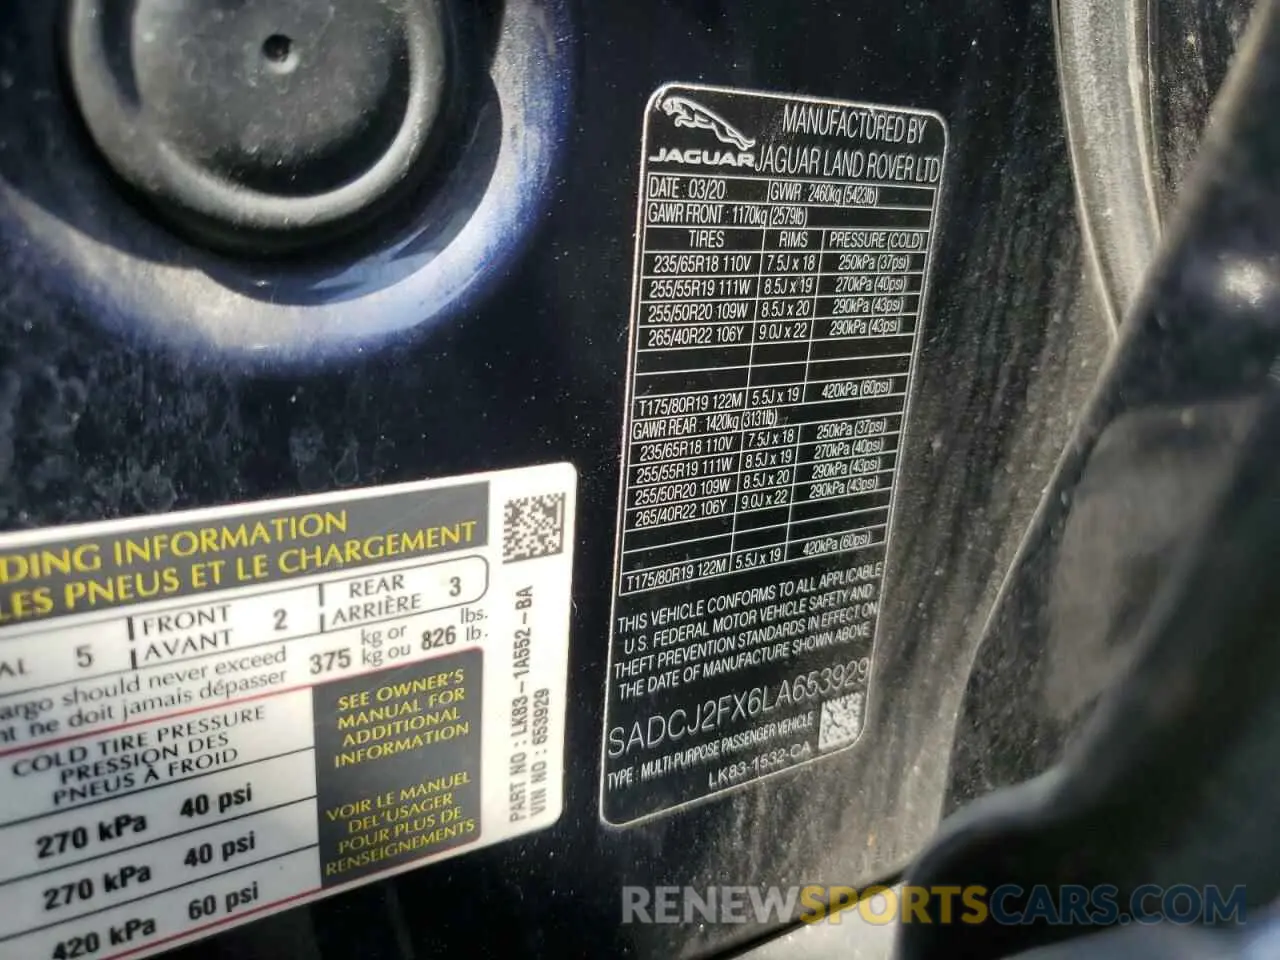 JAGUAR
MANUFACTURED BY
JAGUAR LAND ROVER LTD
DATE : 03/20 GVWR : 2460kg (5423lb)
GAWR FRONT : 1170kg (2579lb)
TIRES RIMS PRESSURE (COLD)
235/65R18 110V 7.5J x 18 250kPa (37psi)
255/55R19 111W 8.5J x 19 270kPa (40psi)
255/50R20 109W 8.5J x 20 290kPa (43psi)
265/40R22 106Y 9.0J x 22 290kPa (43psi)
T175/80R19 122M 5.5J x 19 420kPa (60psi)
GAWR REAR : 1420kg (3131lb)
235/65R18 110V 7.5J x 18 250kPa (37psi)
255/55R19 111W 8.5J x 19 270kPa (40psi)
255/50R20 109W 8.5J x 20 290kPa (43psi)
265/40R22 106Y 9.0J x 22 290kPa (43psi)
T175/80R19 122M 5.5J x 19 420kPa (60psi)
THIS VEHICLE CONFORMS TO ALL APPLICABLE
U.S. FEDERAL MOTOR VEHICLE SAFETY AND
THEFT PREVENTION STANDARDS IN EFFECT ON
THE DATE OF MANUFACTURE SHOWN ABOVE
SADCJ2FX6LA653929
TYPE : MULTI-PURPOSE PASSENGER VEHICLE
LK83-1532-CA
DING INFORMATION
LES PNEUS ET LE CHARGEMENT
AL 5 FRONT AVANT 2 REAR ARRIÈRE 3
argo should never exceed 375 kg or 826 lbs.
nt ne doit jamais dépasser kg ou lb.
COLD TIRE PRESSURE
PRESSION DES
PNEUS À FROID
270 kPa 40 psi
270 kPa 40 psi
420 kPa 60 psi
SEE OWNER'S
MANUAL FOR
ADDITIONAL
INFORMATION
VOIR LE MANUEL
DEL'USAGER
POUR PLUS DE
RENSEIGNEMENTS
PART NO : LK83-1A552-BA
VIN NO : 653929
RENEWSPORTSCARS.COM